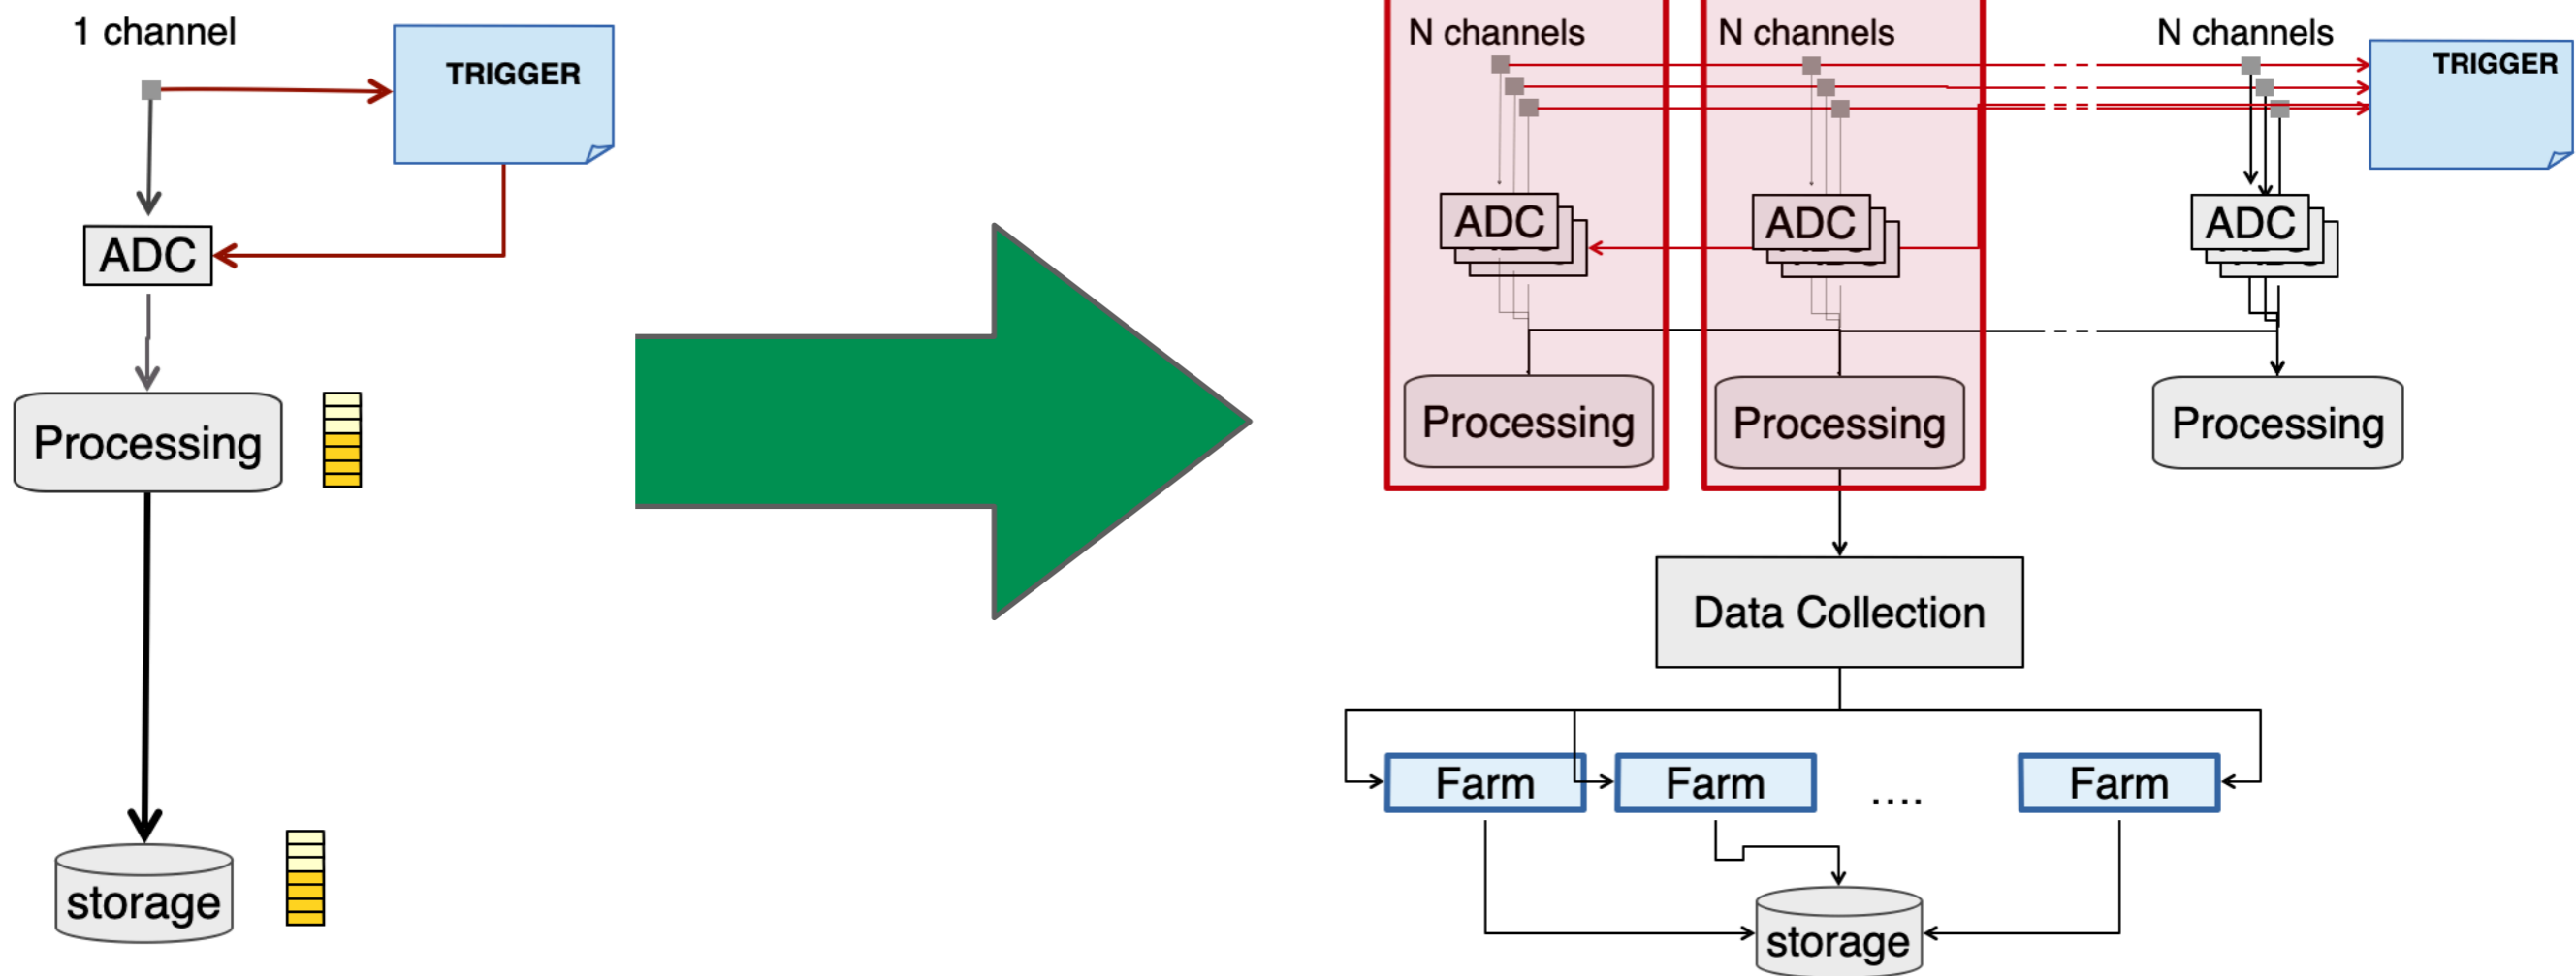 1 channel
TRIGGER
ADC
Processing
storage
N channels
N channels
N channels
TRIGGER
ADC
ADC
ADC
Processing
Processing
Processing
Data Collection
Farm
Farm
....
Farm
storage